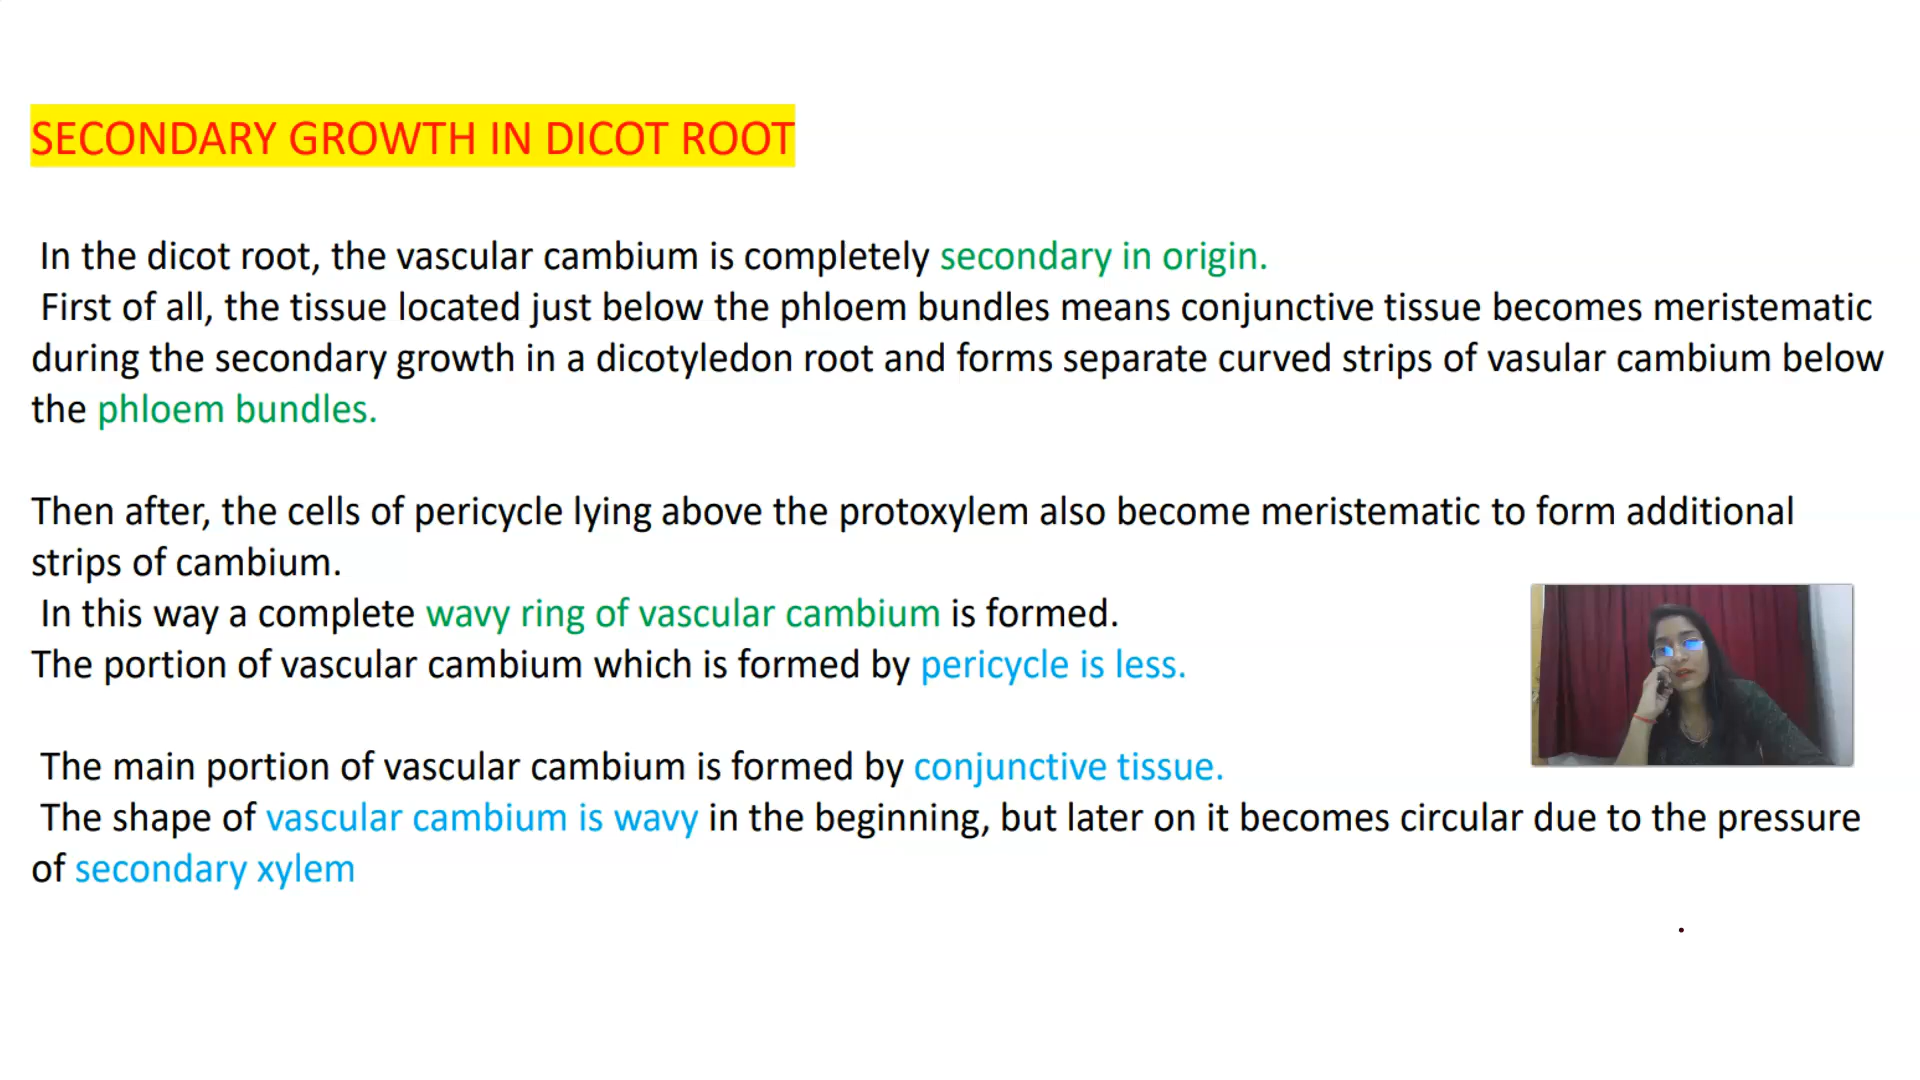 SECONDARY GROWTH IN DICOT ROOT
In the dicot root, the vascular cambium is completely secondary in origin.
First of all, the tissue located just below the phloem bundles means conjunctive tissue becomes meristematic
during the secondary growth in a dicotyledon root and forms separate curved strips of vasular cambium below
the phloem bundles.
Then after, the cells of pericycle lying above the protoxylem also become meristematic to form additional
strips of cambium.
In this way a complete wavy ring of vascular cambium is formed.
The portion of vascular cambium which is formed by pericycle is less.
The main portion of vascular cambium is formed by conjunctive tissue.
The shape of vascular cambium is wavy in the beginning, but later on it becomes circular due to the pressure
of secondary xylem